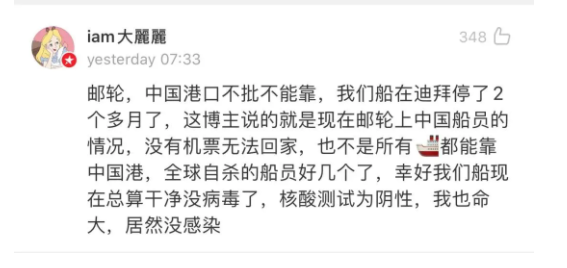 iam大麗麗
348
yesterday 07:33
邮轮，中国港口不批不能靠，我们船在迪拜停了2
个多月了，这博主说的就是现在邮轮上中国船员的
情况，没有机票无法回家，也不是所有🚢都能靠
中国港，全球自杀的船员好几个了，幸好我们船现
在总算干净没病毒了，核酸测试为阴性，我也命
大，居然没感染